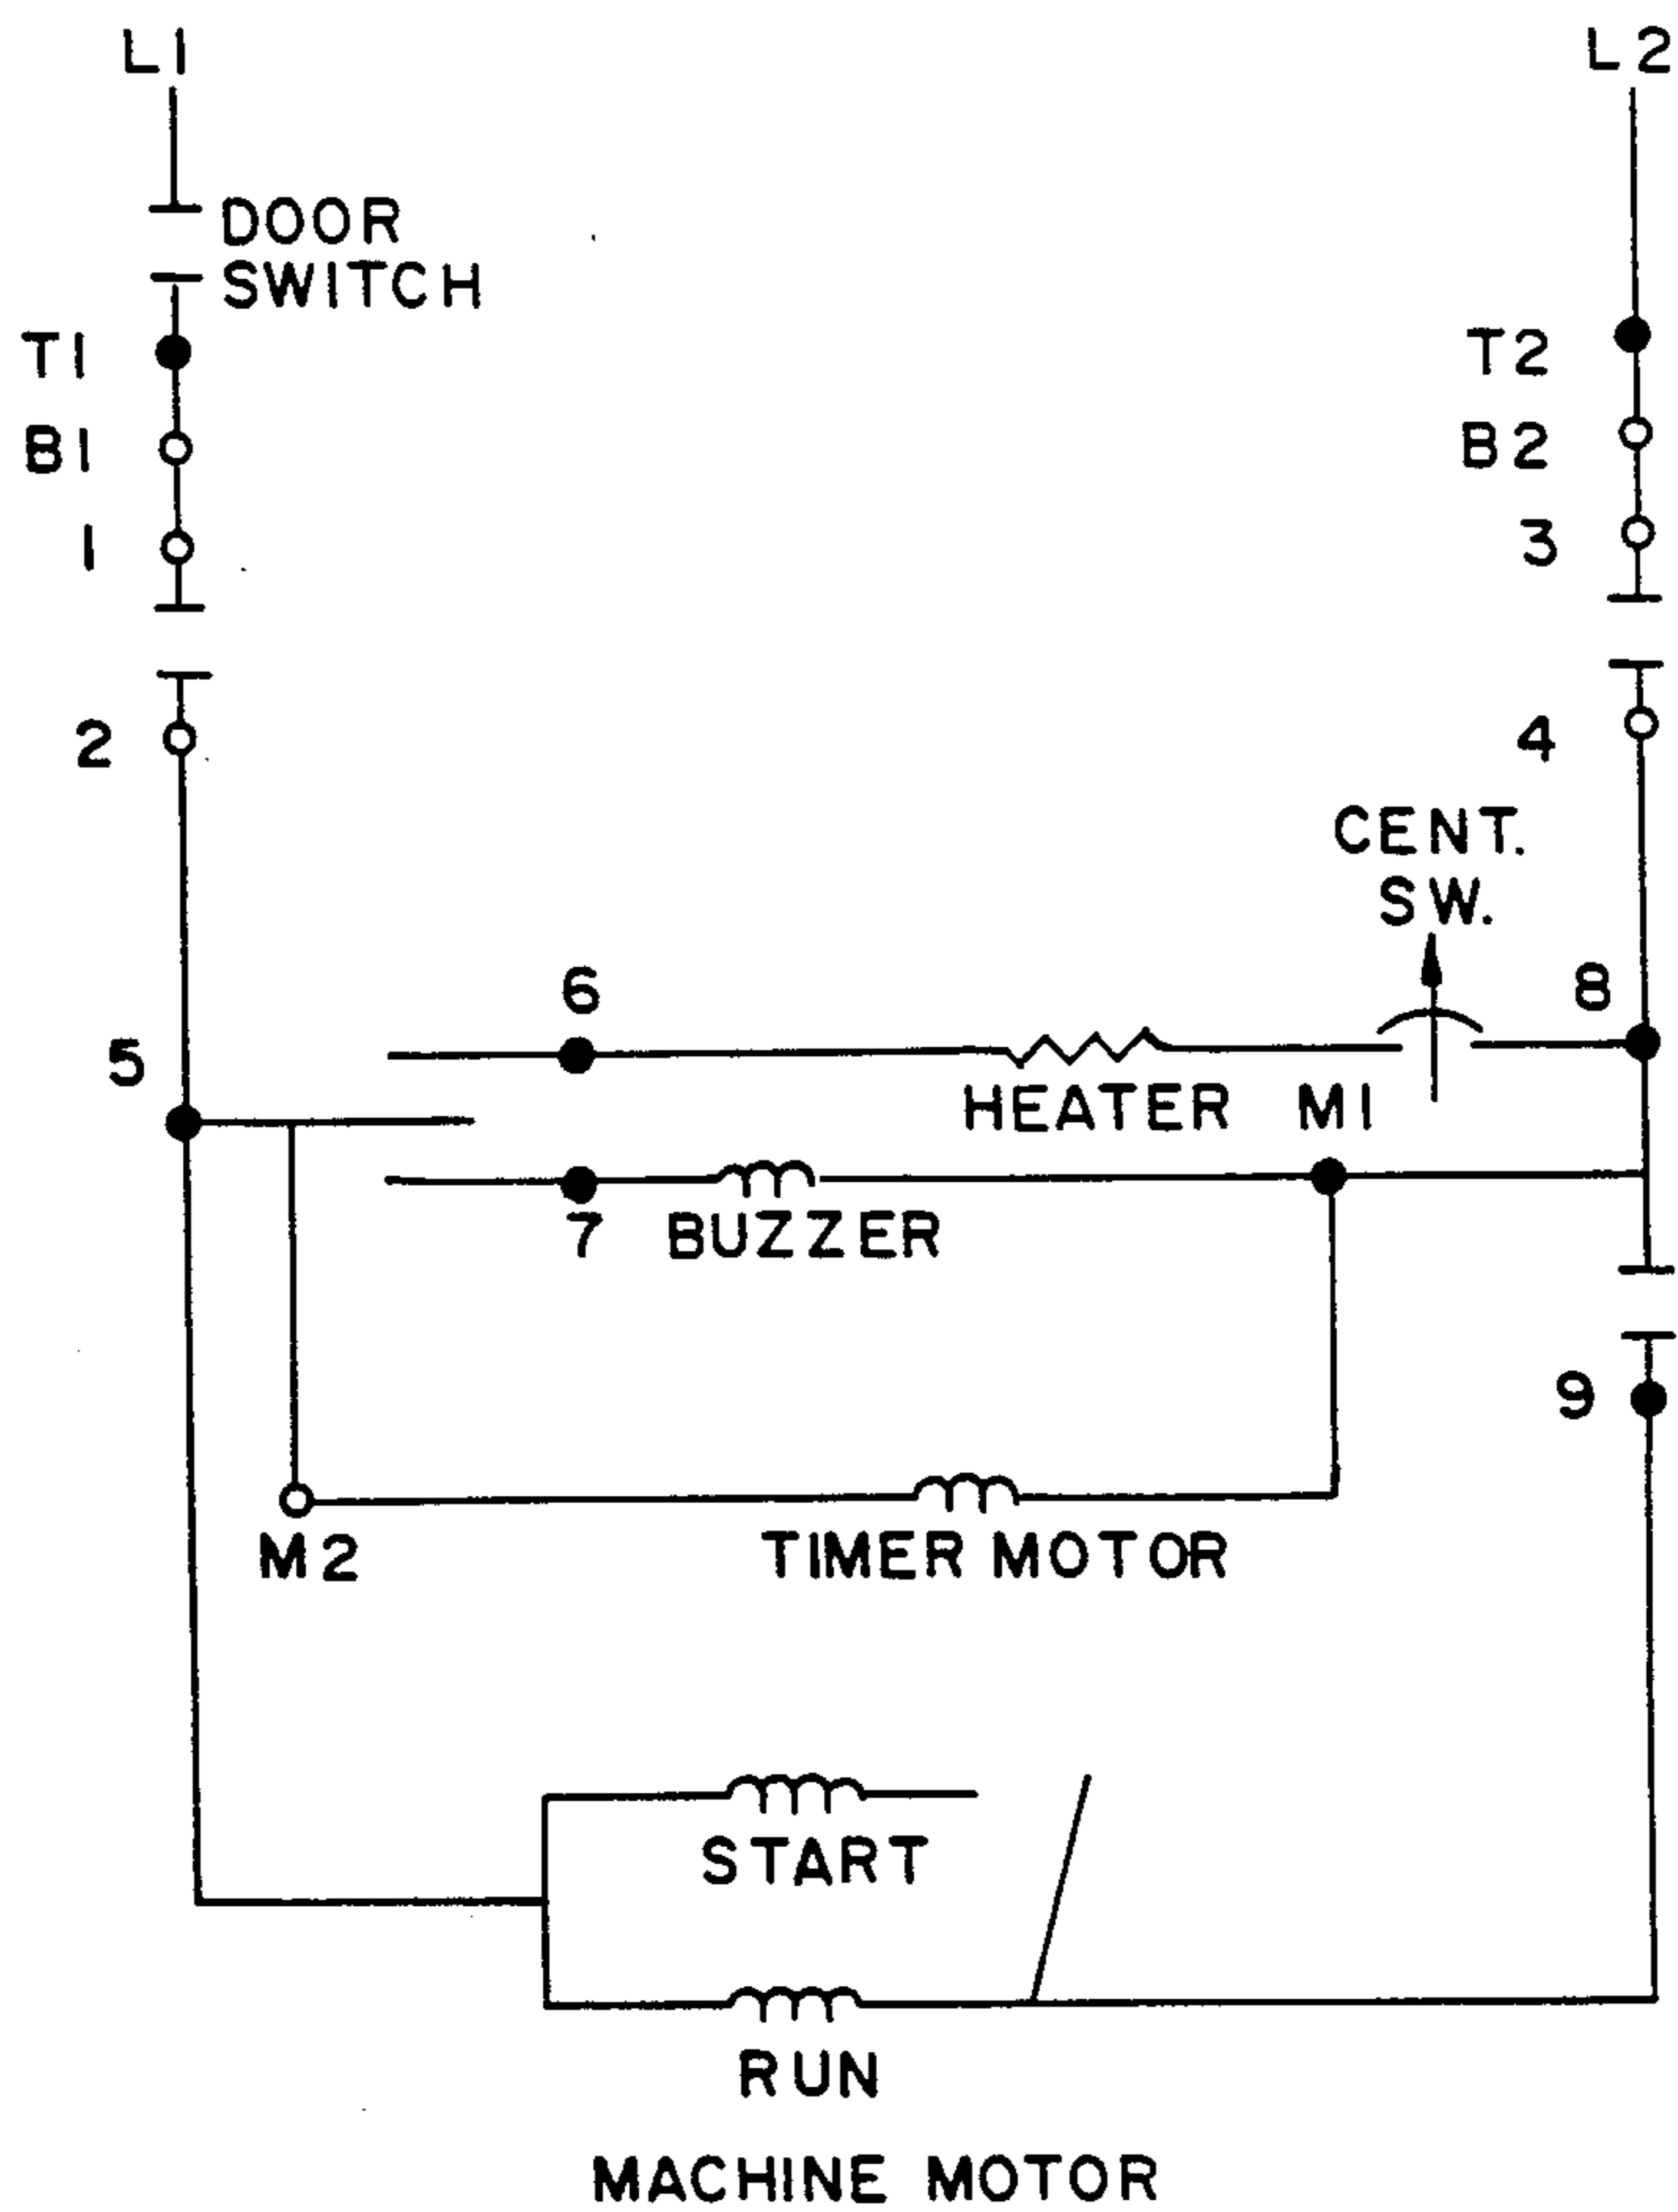 L1
L2
DOOR
SWITCH
T1
T2
B1
B2
1
3
2
4
CENT.
SW.
6
8
5
HEATER
M1
7
BUZZER
9
M2
TIMER MOTOR
START
RUN
MACHINE MOTOR